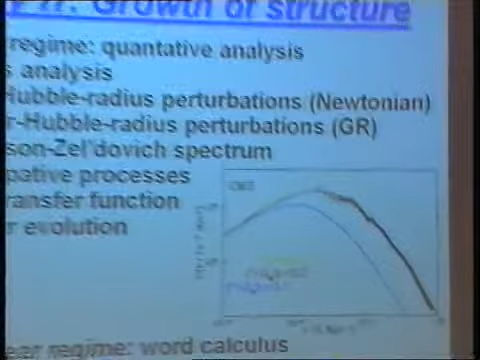 II: Growth of structure
regime: quantative analysis
s analysis
Hubble-radius perturbations (Newtonian)
r-Hubble-radius perturbations (GR)
son-Zel'dovich spectrum
pative processes
ransfer function
r evolution
ear regime: word calculus